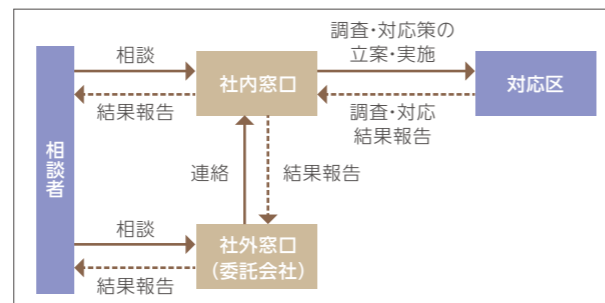 相談者
相談
結果報告
社内窓口
調査・対応策の
立案・実施
調査・対応
結果報告
対応区
連絡
結果報告
相談
結果報告
社外窓口
（委託会社）